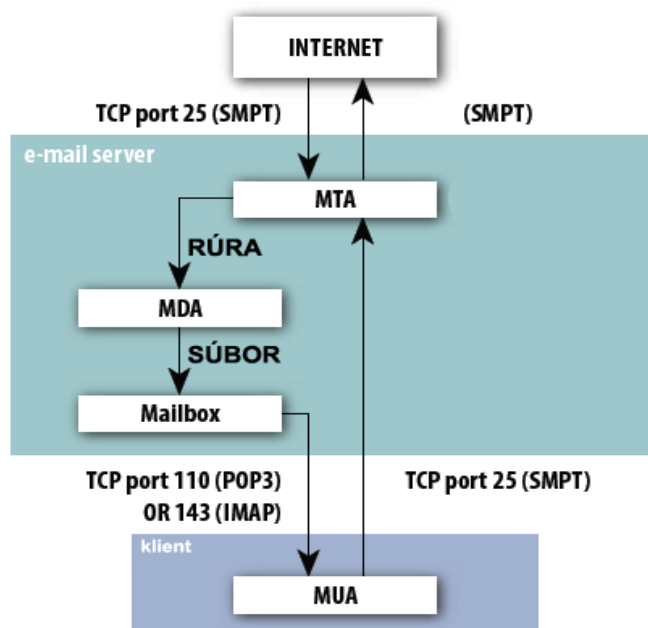 INTERNET
TCP port 25 (SMPT)
(SMPT)
e-mail server
MTA
RÚRA
MDA
SÚBOR
Mailbox
TCP port 110 (POP3)
OR 143 (IMAP)
TCP port 25 (SMPT)
klient
MUA